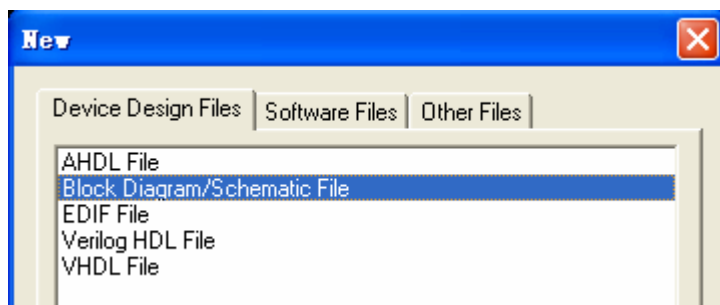 New
Device Design Files Software Files Other Files
AHDL File
Block Diagram/Schematic File
EDIF File
Verilog HDL File
VHDL File